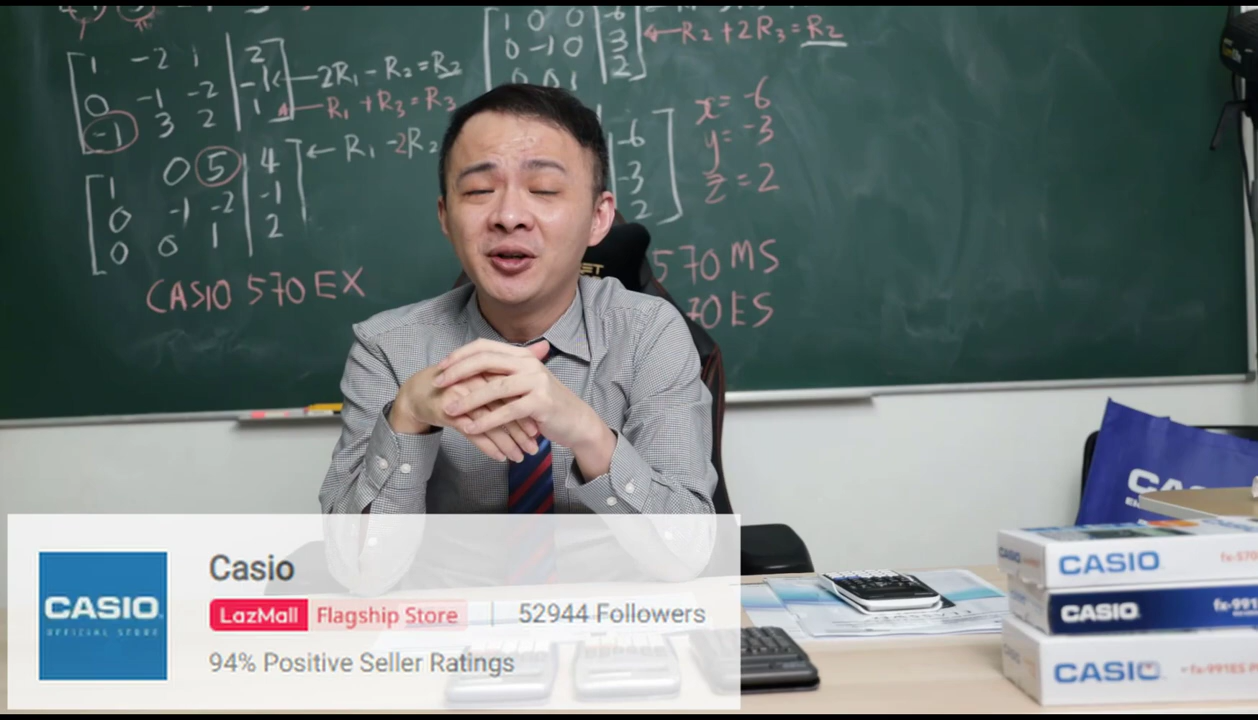 1 0 0 -6
0 -1 0 3 ← R2 + 2R3 = R2
0 0 1 2
1 -2 1 2
0 -1 -2 -1 ← 2R1 - R2 = R2
-1 3 2 1 ← R1 + R3 = R3
1 0 5 4 ← R1 - 2R2
0 -1 -2 -1
0 0 1 2
-6
-3
2
x = -6
y = -3
z = 2
CASIO 570 EX
570 MS
70 ES
CASIO
CASIO
CASIO
CASIO
OFFICIAL STORE
Casio
LazMall Flagship Store | 52944 Followers
94% Positive Seller Ratings